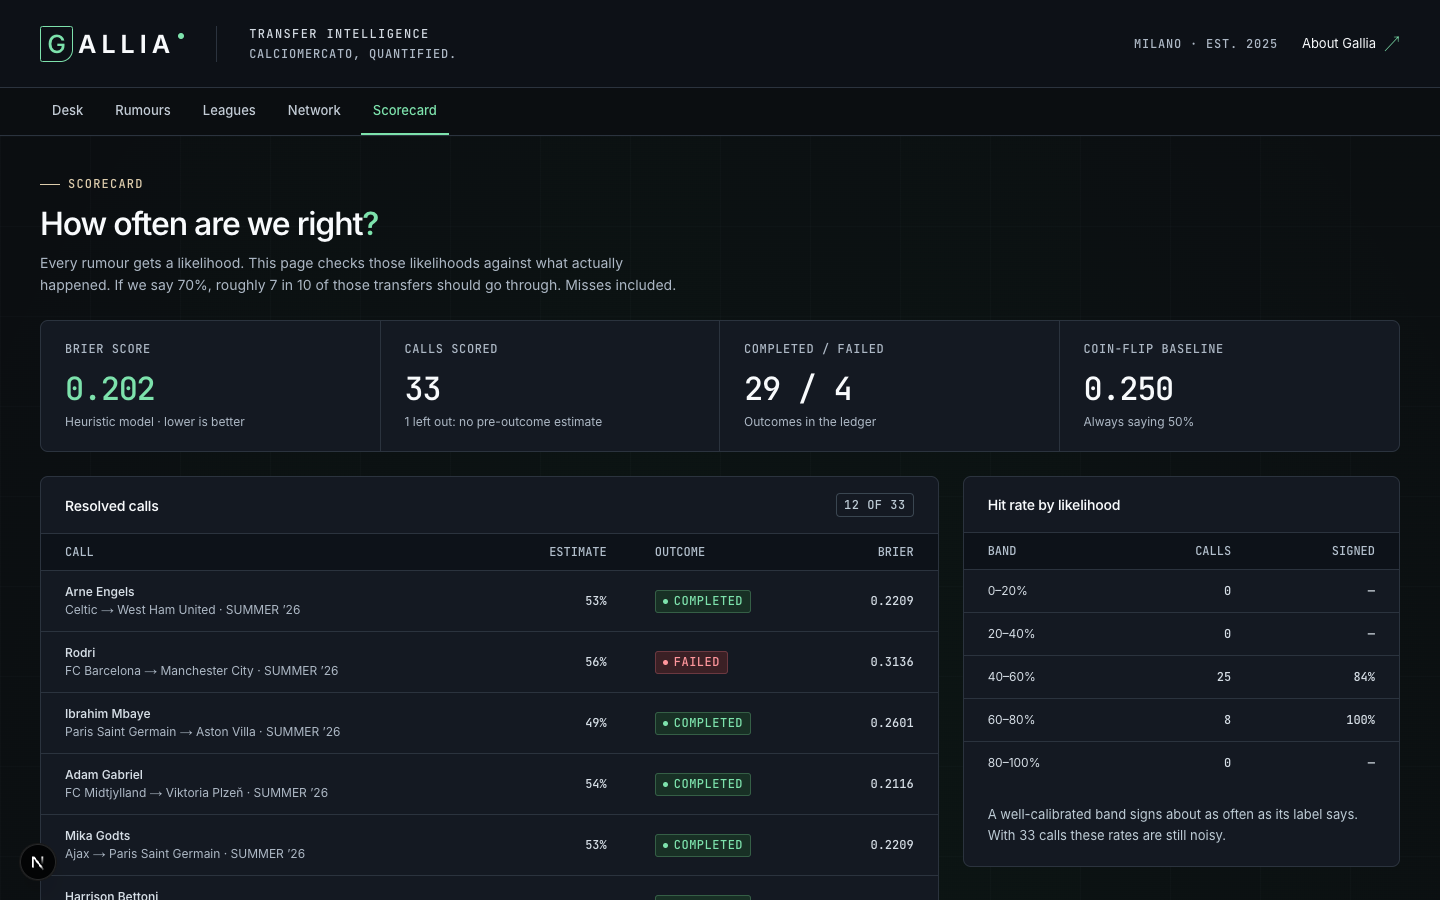 GALLIA
TRANSFER INTELLIGENCE
CALCIOMERCATO, QUANTIFIED.
MILANO · EST. 2025
About Gallia
Desk
Rumours
Leagues
Network
Scorecard
SCORECARD
How often are we right?
Every rumour gets a likelihood. This page checks those likelihoods against what actually
happened. If we say 70%, roughly 7 in 10 of those transfers should go through. Misses included.
BRIER SCORE
0.202
Heuristic model · lower is better
CALLS SCORED
33
1 left out: no pre-outcome estimate
COMPLETED / FAILED
29 / 4
Outcomes in the ledger
COIN-FLIP BASELINE
0.250
Always saying 50%
Resolved calls
12 OF 33
CALL ESTIMATE OUTCOME BRIER
Arne Engels
Celtic → West Ham United · SUMMER ’26
53% COMPLETED 0.2209
Rodri
FC Barcelona → Manchester City · SUMMER ’26
56% FAILED 0.3136
Ibrahim Mbaye
Paris Saint Germain → Aston Villa · SUMMER ’26
49% COMPLETED 0.2601
Adam Gabriel
FC Midtjylland → Viktoria Plzeň · SUMMER ’26
54% COMPLETED 0.2116
Mika Godts
Ajax → Paris Saint Germain · SUMMER ’26
53% COMPLETED 0.2209
Harrison Bettoni
N
Hit rate by likelihood
BAND CALLS SIGNED
0–20% 0 —
20–40% 0 —
40–60% 25 84%
60–80% 8 100%
80–100% 0 —
A well-calibrated band signs about as often as its label says.
With 33 calls these rates are still noisy.